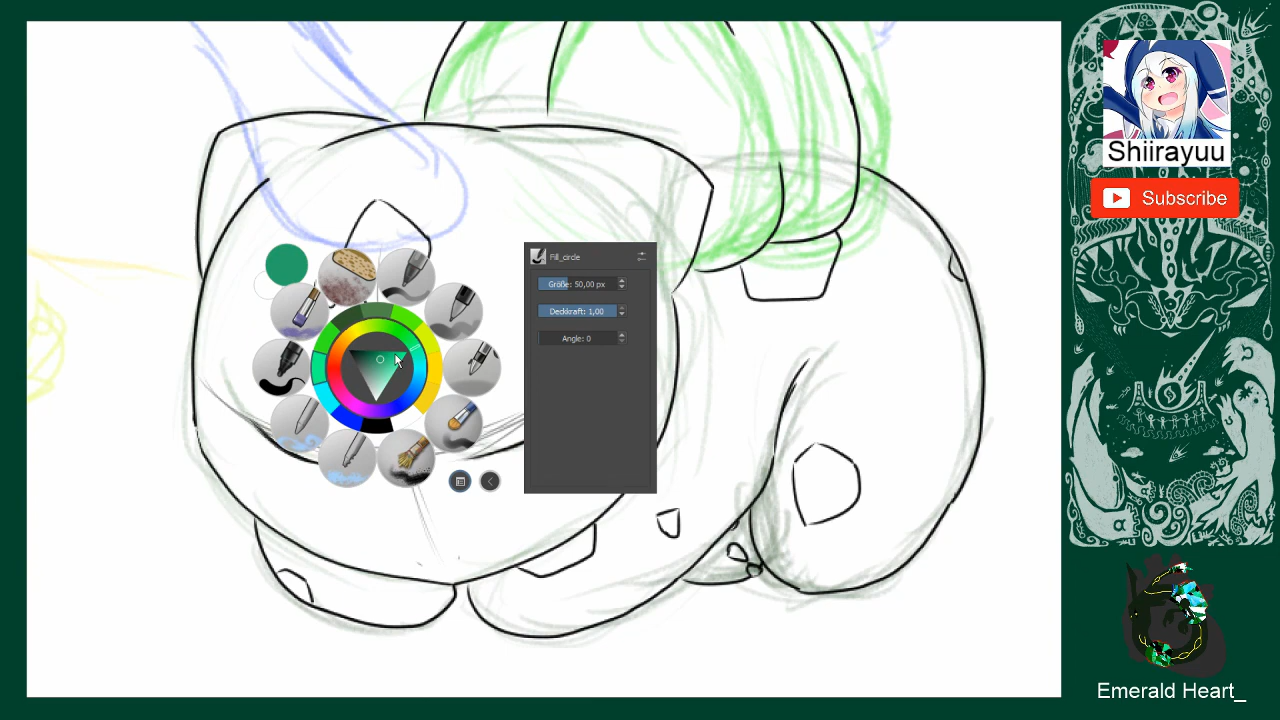 Fill_circle
Größe: 50,00 px
Deckkraft: 1,00
Angle: 0
Shiirayuu
Subscribe
Emerald Heart_